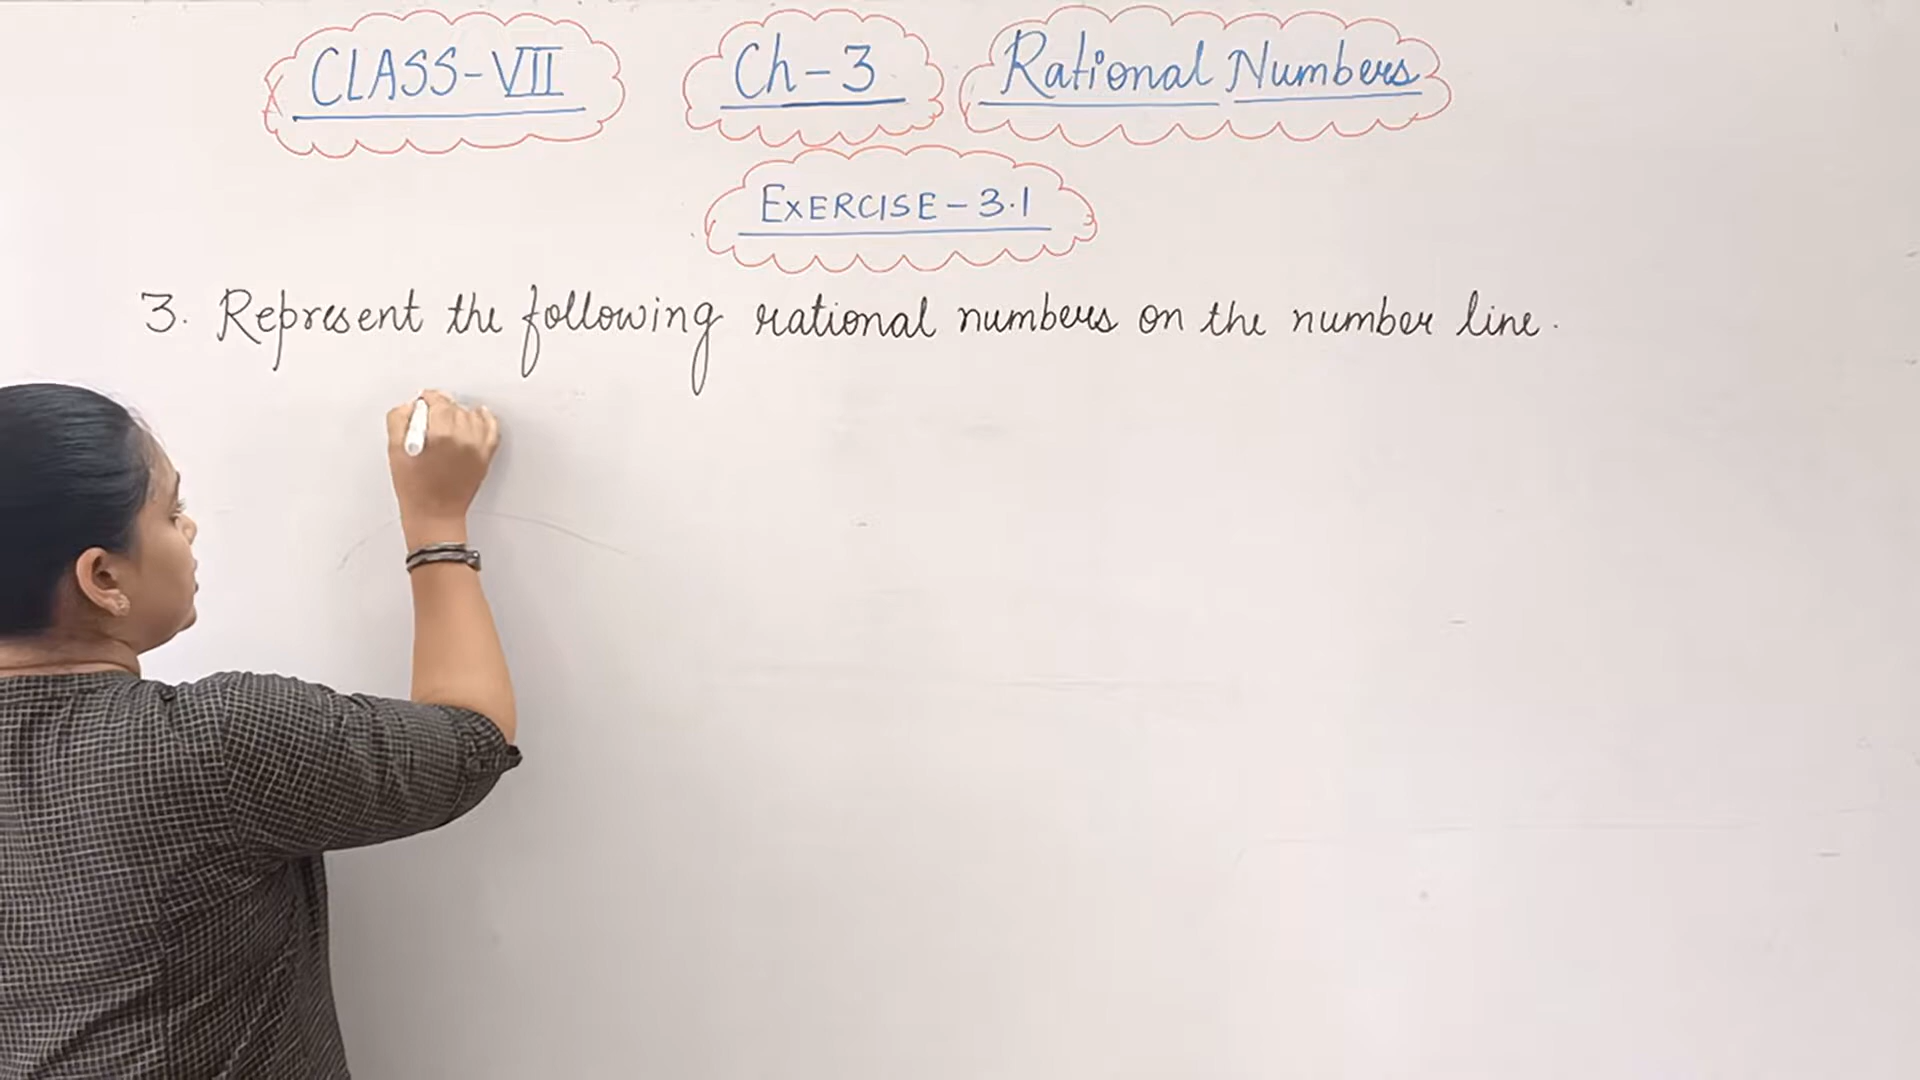 CLASS-VII Ch-3 Rational Numbers
EXERCISE-3.1
3. Represent the following rational numbers on the number line.